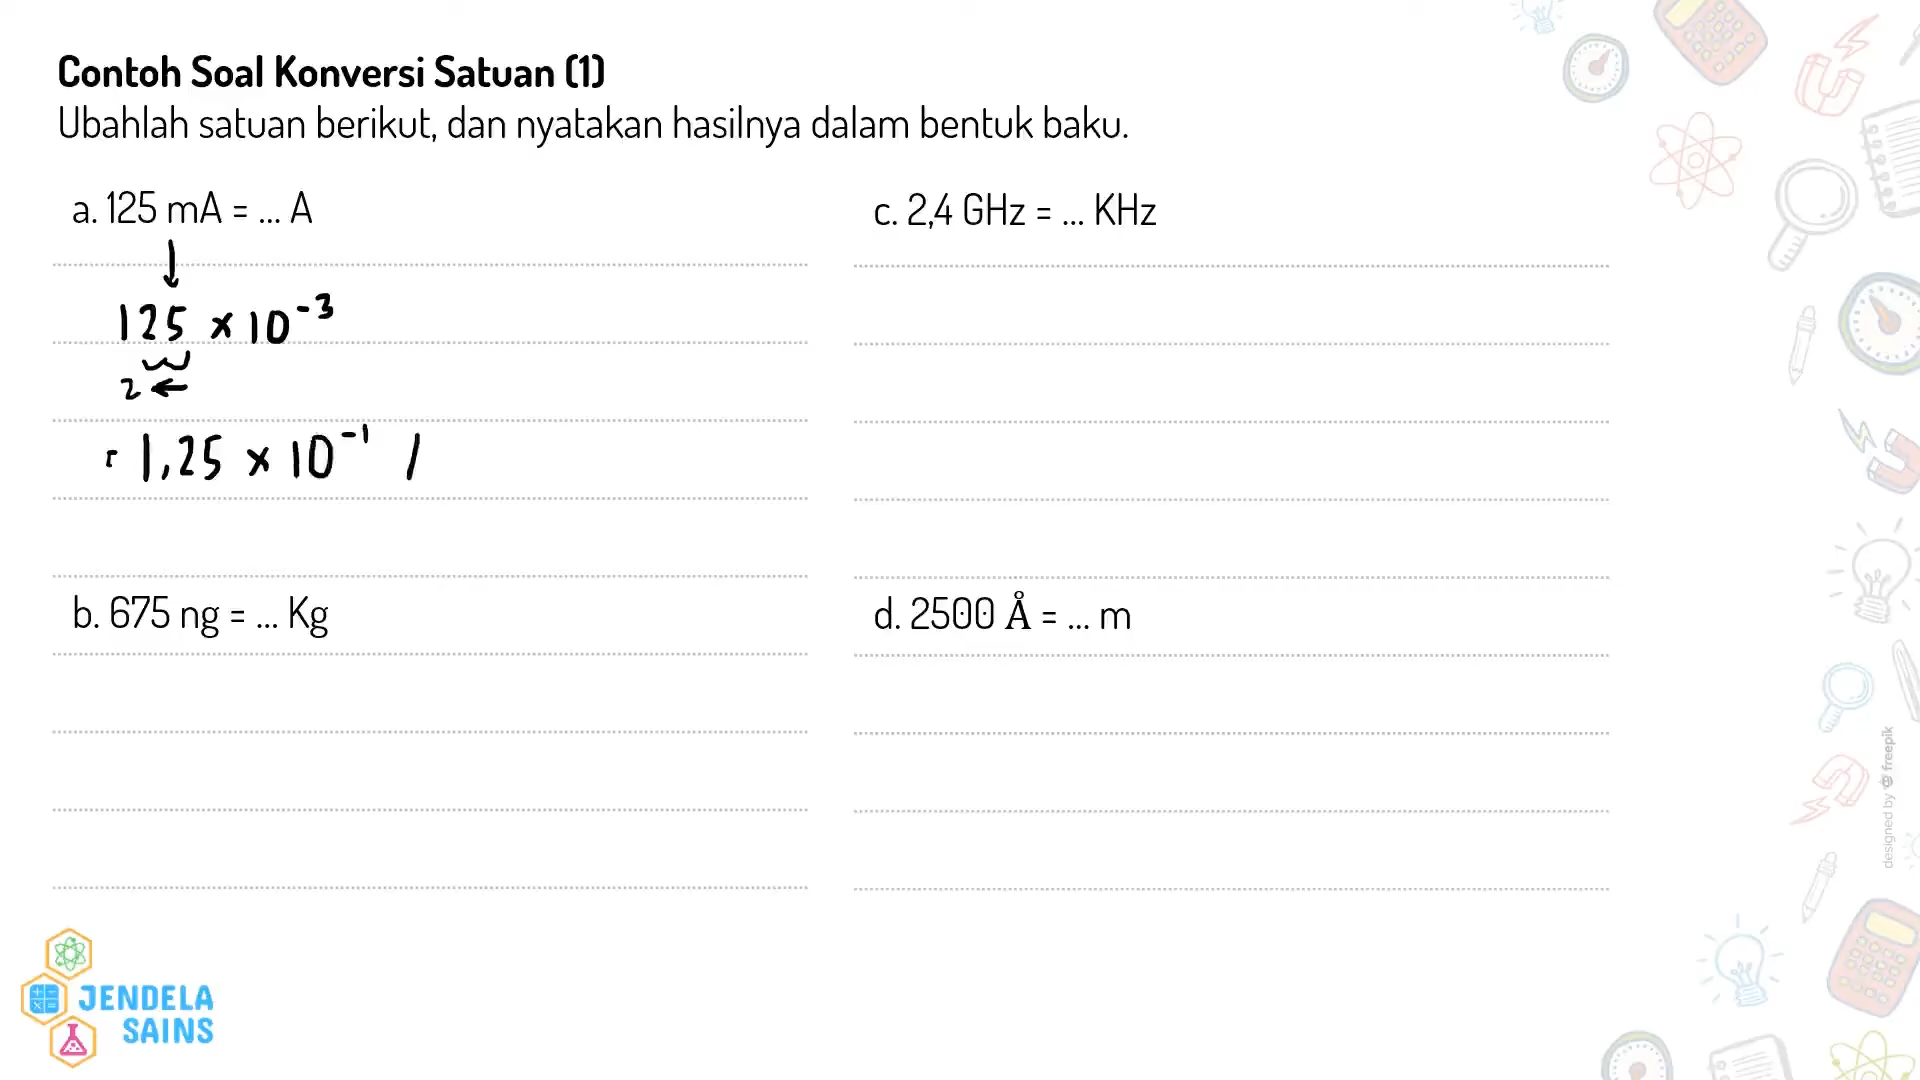 Contoh Soal Konversi Satuan (1)
Ubahlah satuan berikut, dan nyatakan hasilnya dalam bentuk baku.
a. 125 mA = ... A
125 × 10⁻³
2 ←
= 1,25 × 10⁻¹ /
b. 675 ng = ... Kg
c. 2,4 GHz = ... KHz
d. 2500 Å = ... m
designed by freepik
JENDELA
SAINS